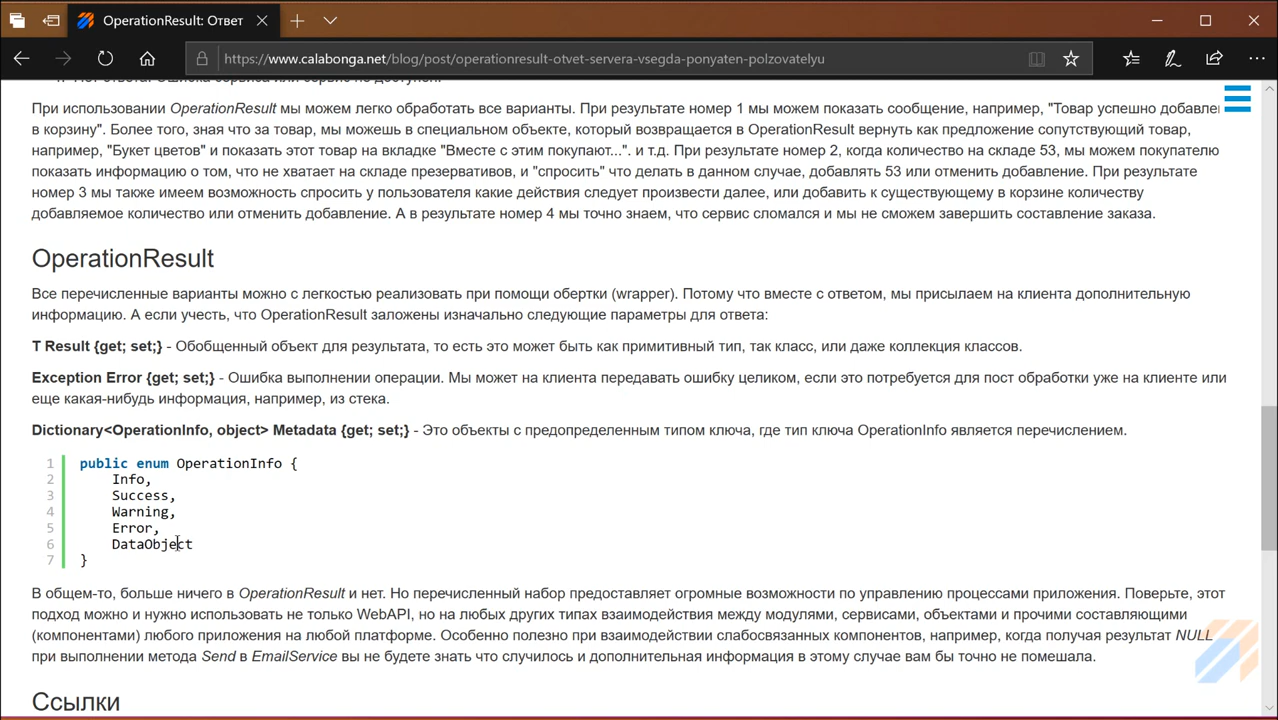 OperationResult: Ответ
https://www.calabonga.net/blog/post/operationresult-otvet-servera-vsegda-ponyaten-polzovatelyu
При использовании OperationResult мы можем легко обработать все варианты. При результате номер 1 мы можем показать сообщение, например, "Товар успешно добавле
в корзину". Более того, зная что за товар, мы можешь в специальном объекте, который возвращается в OperationResult вернуть как предложение сопутствующий товар,
например, "Букет цветов" и показать этот товар на вкладке "Вместе с этим покупают...". и т.д. При результате номер 2, когда количество на складе 53, мы можем покупателю
показать информацию о том, что не хватает на складе презервативов, и "спросить" что делать в данном случае, добавлять 53 или отменить добавление. При результате
номер 3 мы также имеем возможность спросить у пользователя какие действия следует произвести далее, или добавить к существующему в корзине количеству
добавляемое количество или отменить добавление. А в результате номер 4 мы точно знаем, что сервис сломался и мы не сможем завершить составление заказа.
OperationResult
Все перечисленные варианты можно с легкостью реализовать при помощи обертки (wrapper). Потому что вместе с ответом, мы присылаем на клиента дополнительную
информацию. А если учесть, что OperationResult заложены изначально следующие параметры для ответа:
T Result {get; set;} - Обобщенный объект для результата, то есть это может быть как примитивный тип, так класс, или даже коллекция классов.
Exception Error {get; set;} - Ошибка выполнении операции. Мы может на клиента передавать ошибку целиком, если это потребуется для пост обработки уже на клиенте или
еще какая-нибудь информация, например, из стека.
Dictionary<OperationInfo, object> Metadata {get; set;} - Это объекты с предопределенным типом ключа, где тип ключа OperationInfo является перечислением.
1 public enum OperationInfo {
2 Info,
3 Success,
4 Warning,
5 Error,
6 DataObject
7 }
В общем-то, больше ничего в OperationResult и нет. Но перечисленный набор предоставляет огромные возможности по управлению процессами приложения. Поверьте, этот
подход можно и нужно использовать не только WebAPI, но на любых других типах взаимодействия между модулями, сервисами, объектами и прочими составляющими
(компонентами) любого приложения на любой платформе. Особенно полезно при взаимодействии слабосвязанных компонентов, например, когда получая результат NULL
при выполнении метода Send в EmailService вы не будете знать что случилось и дополнительная информация в этому случае вам бы точно не помешала.
Ссылки